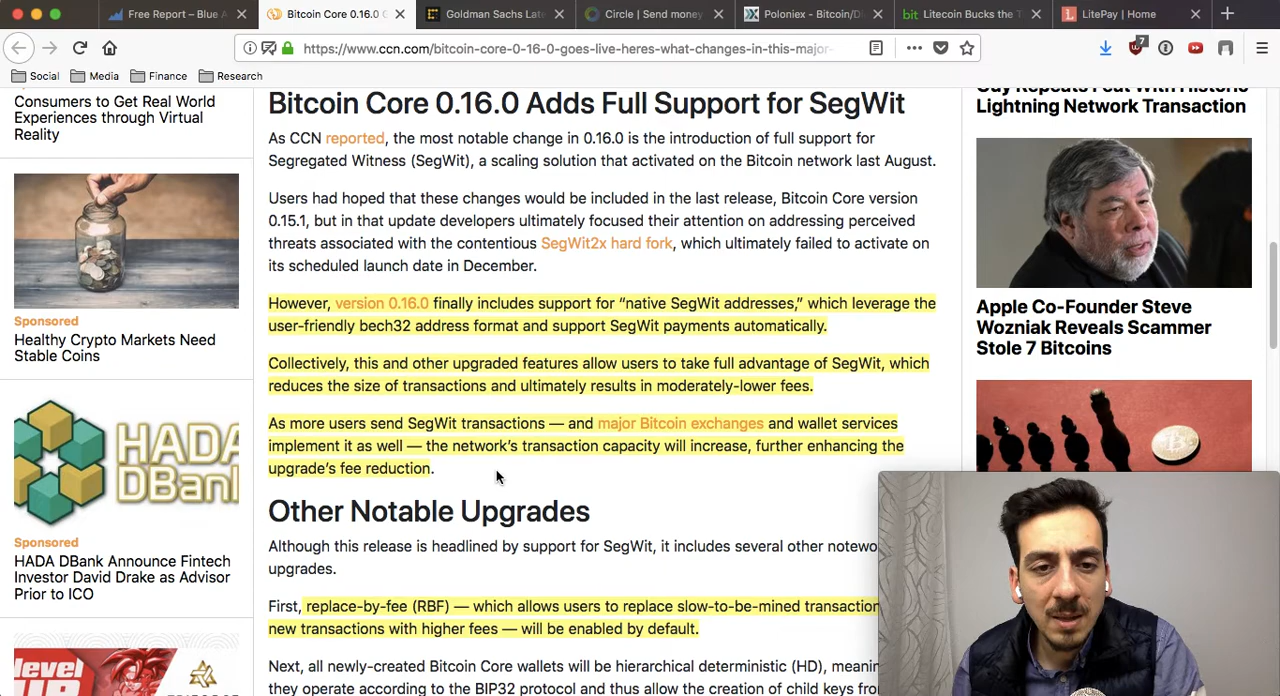 Free Report – Blue A
Bitcoin Core 0.16.0 G
Goldman Sachs Late
Circle | Send money
Poloniex - Bitcoin/Di
bit
Litecoin Bucks the T
LitePay | Home
https://www.ccn.com/bitcoin-core-0-16-0-goes-live-heres-what-changes-in-this-major-
7
Social
Media
Finance
Research
Consumers to Get Real World
Experiences through Virtual
Reality
Sponsored
Healthy Crypto Markets Need
Stable Coins
HADA
DBank
Sponsored
HADA DBank Announce Fintech
Investor David Drake as Advisor
Prior to ICO
level
UP
Bitcoin Core 0.16.0 Adds Full Support for SegWit
As CCN reported, the most notable change in 0.16.0 is the introduction of full support for
Segregated Witness (SegWit), a scaling solution that activated on the Bitcoin network last August.
Users had hoped that these changes would be included in the last release, Bitcoin Core version
0.15.1, but in that update developers ultimately focused their attention on addressing perceived
threats associated with the contentious SegWit2x hard fork, which ultimately failed to activate on
its scheduled launch date in December.
However, version 0.16.0 finally includes support for “native SegWit addresses,” which leverage the
user-friendly bech32 address format and support SegWit payments automatically.
Collectively, this and other upgraded features allow users to take full advantage of SegWit, which
reduces the size of transactions and ultimately results in moderately-lower fees.
As more users send SegWit transactions — and major Bitcoin exchanges and wallet services
implement it as well — the network’s transaction capacity will increase, further enhancing the
upgrade’s fee reduction.
Other Notable Upgrades
Although this release is headlined by support for SegWit, it includes several other notewo
upgrades.
First, replace-by-fee (RBF) — which allows users to replace slow-to-be-mined transaction
new transactions with higher fees — will be enabled by default.
Next, all newly-created Bitcoin Core wallets will be hierarchical deterministic (HD), meanin
they operate according to the BIP32 protocol and thus allow the creation of child keys from
Guy Repeats Feat With Historic
Lightning Network Transaction
Apple Co-Founder Steve
Wozniak Reveals Scammer
Stole 7 Bitcoins